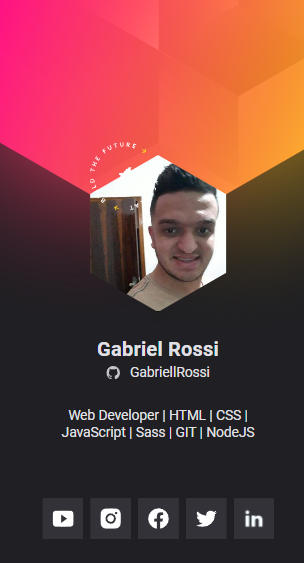 LD THE FUTURE
Gabriel Rossi
GabriellRossi
Web Developer | HTML | CSS |
JavaScript | Sass | GIT | NodeJS
in